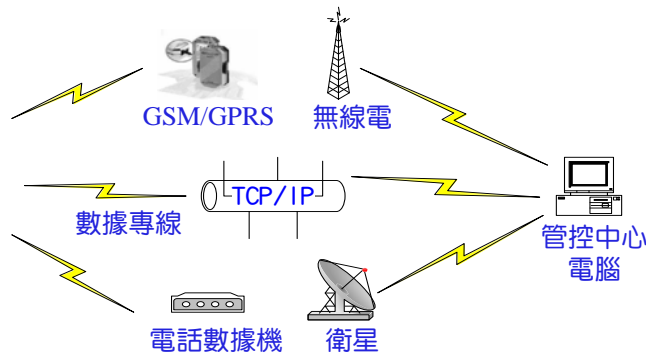 GSM/GPRS
無線電
TCP/IP
數據專線
管控中心
電腦
電話數據機
衛星